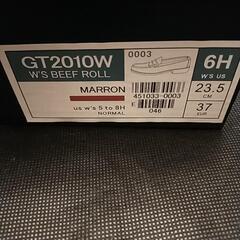 GT2010W
W'S BEEF ROLL
MARRON
us w's 5 to 8H
NORMAL
0003
451033-0003
E
046
6H
W'S US
23.5
CM
37
EUR